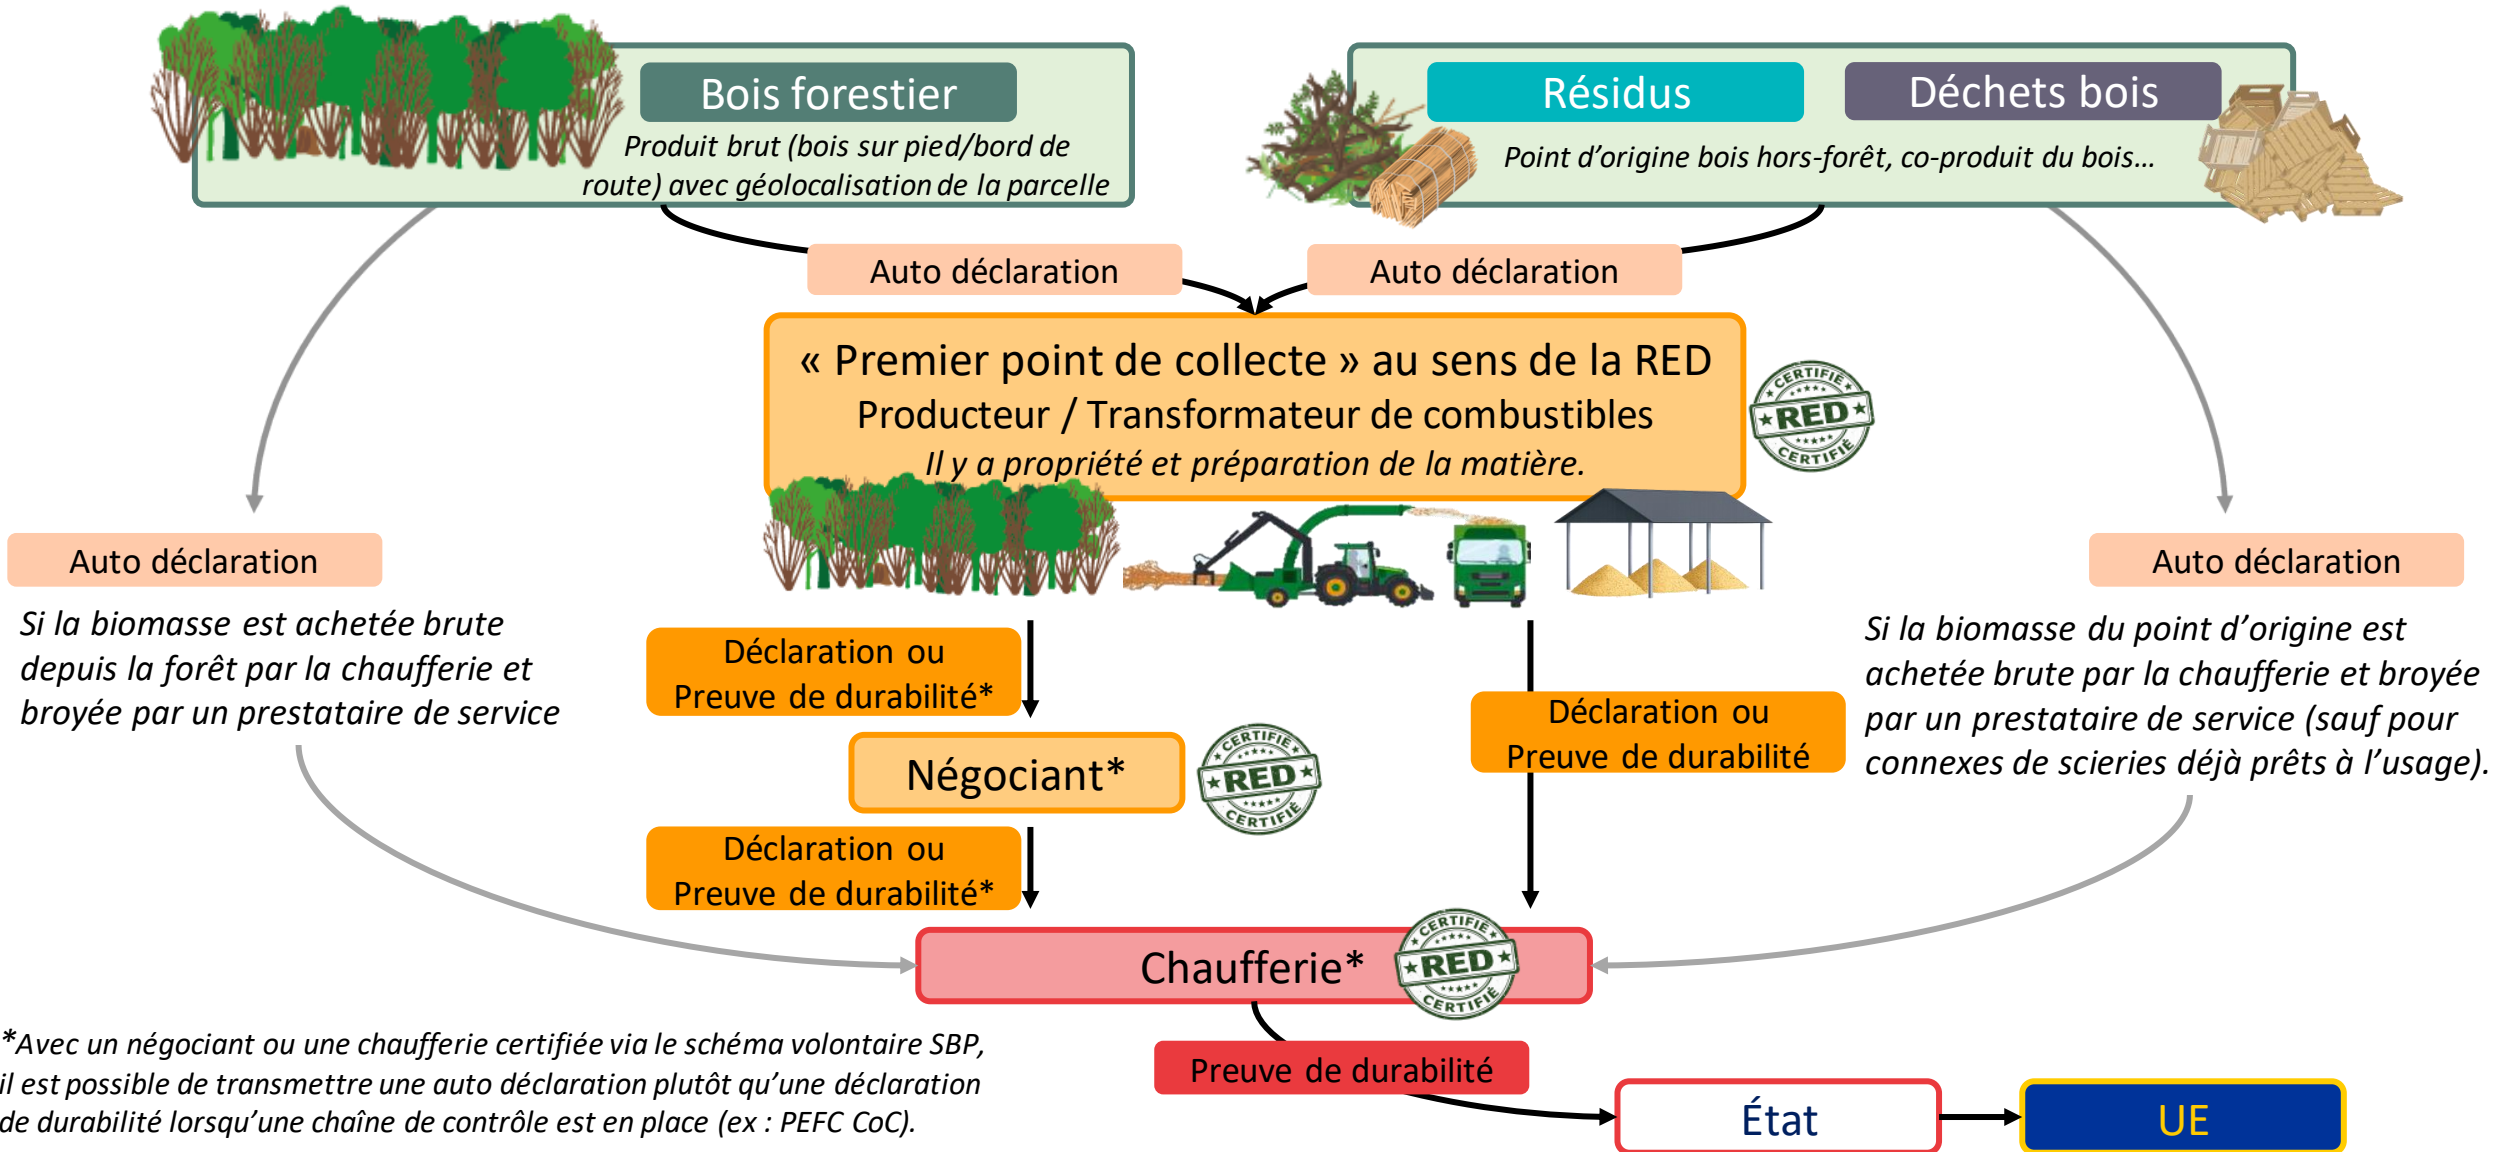 Bois forestier
Produit brut (bois sur pied/bord de
route) avec géolocalisation de la parcelle
Résidus
Déchets bois
Point d’origine bois hors-forêt, co-produit du bois…
Auto déclaration
Auto déclaration
« Premier point de collecte » au sens de la RED
Producteur / Transformateur de combustibles
Il y a propriété et préparation de la matière.
CERTIFIÉ
RED
CERTIFIÉ
Auto déclaration
Si la biomasse est achetée brute
depuis la forêt par la chaufferie et
broyée par un prestataire de service
Auto déclaration
Si la biomasse du point d’origine est
achetée brute par la chaufferie et broyée
par un prestataire de service (sauf pour
connexes de scieries déjà prêts à l’usage).
Déclaration ou
Preuve de durabilité*
Déclaration ou
Preuve de durabilité
Négociant*
CERTIFIÉ
RED
CERTIFIÉ
Déclaration ou
Preuve de durabilité*
Chaufferie*
CERTIFIÉ
RED
CERTIFIÉ
Preuve de durabilité
État
UE
*Avec un négociant ou une chaufferie certifiée via le schéma volontaire SBP,
il est possible de transmettre une auto déclaration plutôt qu’une déclaration
de durabilité lorsqu’une chaîne de contrôle est en place (ex : PEFC CoC).